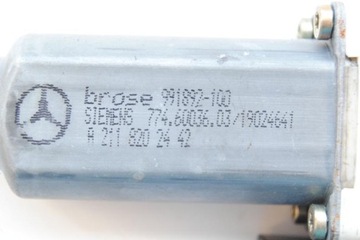 brose 991892-100
SIEMENS 774.60036.03/19024641
A 211 820 24 42